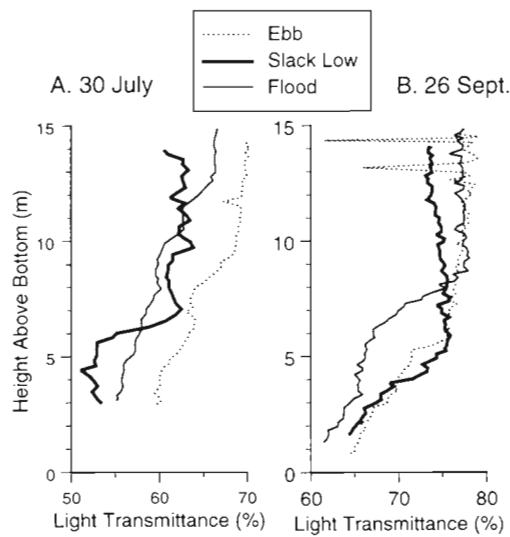 Ebb
Slack Low
Flood
A. 30 July
B. 26 Sept.
Height Above Bottom (m)
15
10
5
0
50 60 70
Light Transmittance (%)
15
10
5
0
60 70 80
Light Transmittance (%)